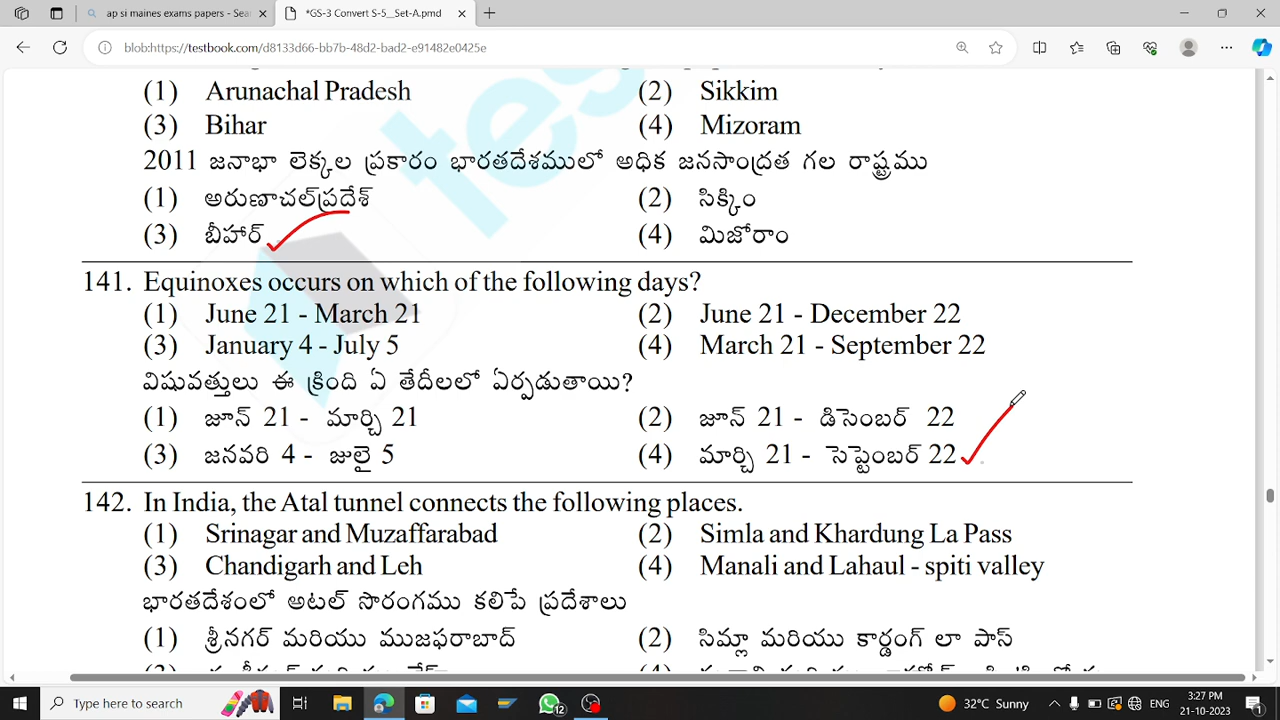 ap si maines exams papers - Sea
*GS-3 Convert S-5__Set-A.pmd
blob:https://testbook.com/d8133d66-bb7b-48d2-bad2-e91482e0425e
(1) Arunachal Pradesh (2) Sikkim
(3) Bihar (4) Mizoram
2011 జనాభా లెక్కల ప్రకారం భారతదేశములో అధిక జనసాంద్రత గల రాష్ట్రము
(1) అరుణాచల్‌ప్రదేశ్ (2) సిక్కిం
(3) బీహార్ (4) మిజోరాం
141. Equinoxes occurs on which of the following days?
(1) June 21 - March 21 (2) June 21 - December 22
(3) January 4 - July 5 (4) March 21 - September 22
విషువత్తులు ఈ క్రింది ఏ తేదీలలో ఏర్పడుతాయి?
(1) జూన్ 21 - మార్చి 21 (2) జూన్ 21 - డిసెంబర్ 22
(3) జనవరి 4 - జులై 5 (4) మార్చి 21 - సెప్టెంబర్ 22
142. In India, the Atal tunnel connects the following places.
(1) Srinagar and Muzaffarabad (2) Simla and Khardung La Pass
(3) Chandigarh and Leh (4) Manali and Lahaul - spiti valley
భారతదేశంలో అటల్ సొరంగము కలిపే ప్రదేశాలు
(1) శ్రీనగర్ మరియు ముజఫరాబాద్ (2) సిమ్లా మరియు కార్డంగ్ లా పాస్
Type here to search
12
32°C Sunny
ENG
3:27 PM
21-10-2023
1